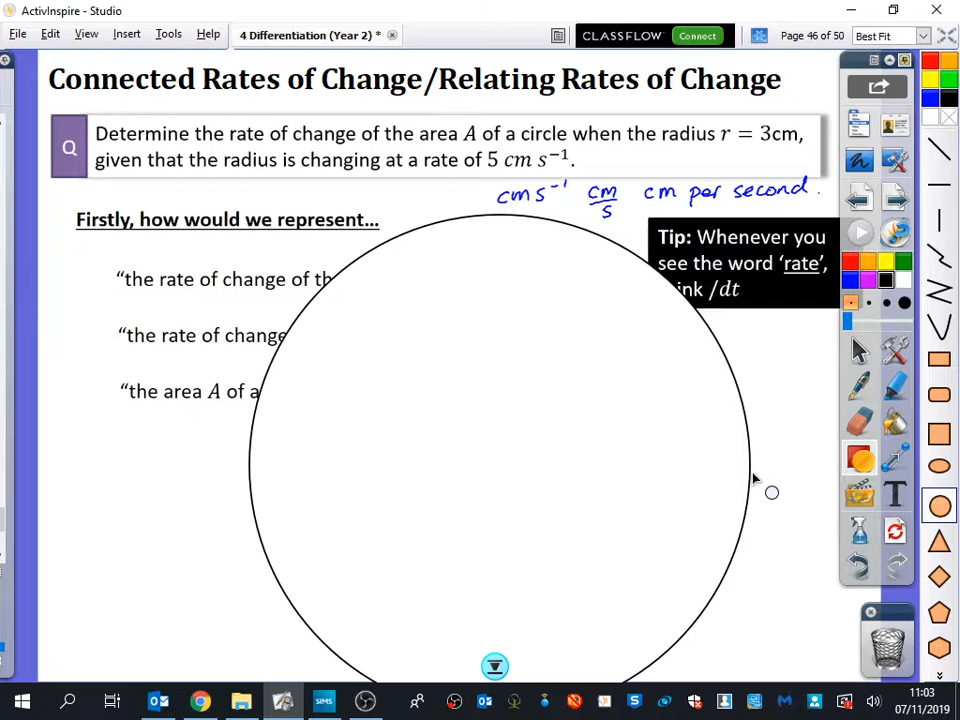 ActivInspire - Studio
File Edit View Insert Tools Help 4 Differentiation (Year 2) * CLASSFLOW Connect Page 46 of 50 Best Fit
Connected Rates of Change/Relating Rates of Change
Q
Determine the rate of change of the area A of a circle when the radius r = 3cm,
given that the radius is changing at a rate of 5 cm s⁻¹.
cms⁻¹ cm/s cm per second.
Firstly, how would we represent...
Tip: Whenever you
see the word 'rate',
nk /dt
"the rate of change of th
"the rate of change
"the area A of a
T
SIMS
S
11:03
07/11/2019